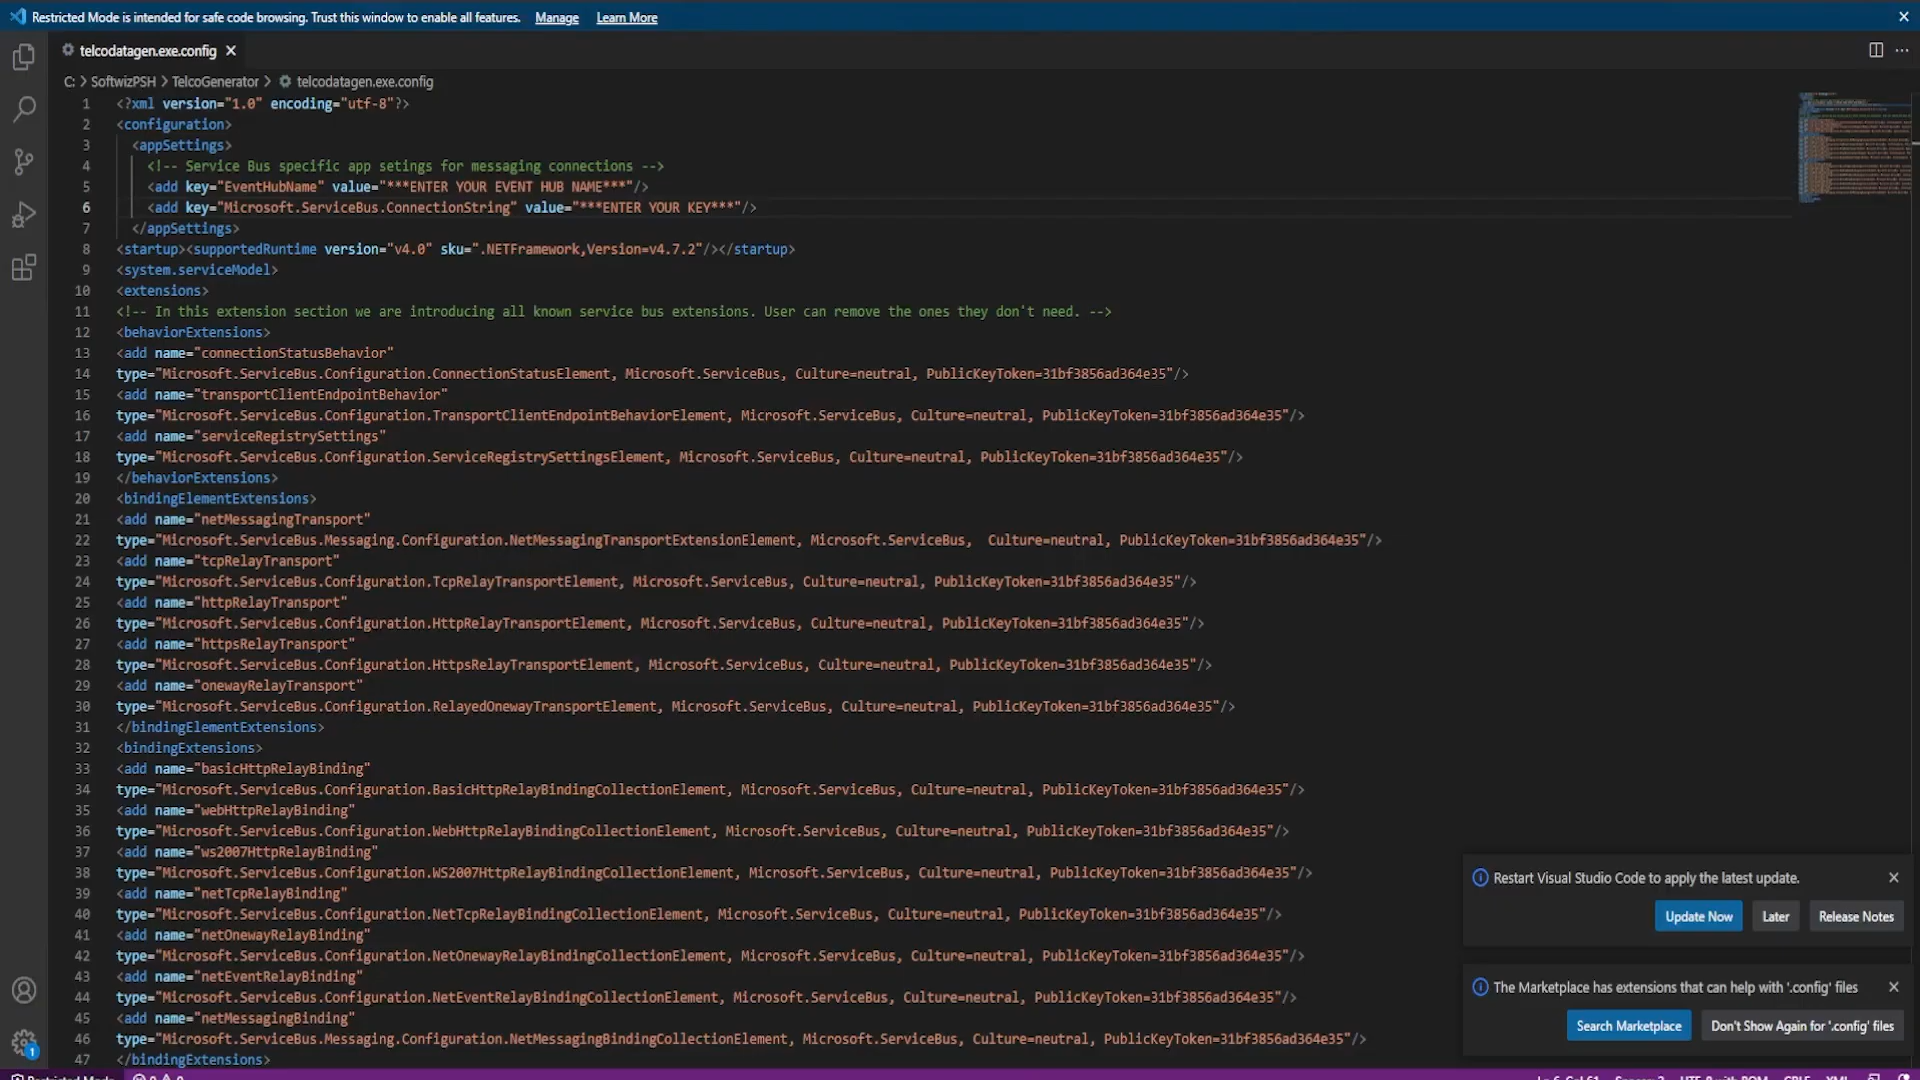 Restricted Mode is intended for safe code browsing. Trust this window to enable all features. Manage Learn More
telcodatagen.exe.config
C: > SoftwizPSH > TelcoGenerator > telcodatagen.exe.config
1 <?xml version="1.0" encoding="utf-8"?>
2 <configuration>
3 <appSettings>
4 <!-- Service Bus specific app setings for messaging connections -->
5 <add key="EventHubName" value="***ENTER YOUR EVENT HUB NAME***"/>
6 <add key="Microsoft.ServiceBus.ConnectionString" value="***ENTER YOUR KEY***"/>
7 </appSettings>
8 <startup><supportedRuntime version="v4.0" sku=".NETFramework,Version=v4.7.2"/></startup>
9 <system.serviceModel>
10 <extensions>
11 <!-- In this extension section we are introducing all known service bus extensions. User can remove the ones they don't need. -->
12 <behaviorExtensions>
13 <add name="connectionStatusBehavior"
14 type="Microsoft.ServiceBus.Configuration.ConnectionStatusElement, Microsoft.ServiceBus, Culture=neutral, PublicKeyToken=31bf3856ad364e35"/>
15 <add name="transportClientEndpointBehavior"
16 type="Microsoft.ServiceBus.Configuration.TransportClientEndpointBehaviorElement, Microsoft.ServiceBus, Culture=neutral, PublicKeyToken=31bf3856ad364e35"/>
17 <add name="serviceRegistrySettings"
18 type="Microsoft.ServiceBus.Configuration.ServiceRegistrySettingsElement, Microsoft.ServiceBus, Culture=neutral, PublicKeyToken=31bf3856ad364e35"/>
19 </behaviorExtensions>
20 <bindingElementExtensions>
21 <add name="netMessagingTransport"
22 type="Microsoft.ServiceBus.Messaging.Configuration.NetMessagingTransportExtensionElement, Microsoft.ServiceBus,  Culture=neutral, PublicKeyToken=31bf3856ad364e35"/>
23 <add name="tcpRelayTransport"
24 type="Microsoft.ServiceBus.Configuration.TcpRelayTransportElement, Microsoft.ServiceBus, Culture=neutral, PublicKeyToken=31bf3856ad364e35"/>
25 <add name="httpRelayTransport"
26 type="Microsoft.ServiceBus.Configuration.HttpRelayTransportElement, Microsoft.ServiceBus, Culture=neutral, PublicKeyToken=31bf3856ad364e35"/>
27 <add name="httpsRelayTransport"
28 type="Microsoft.ServiceBus.Configuration.HttpsRelayTransportElement, Microsoft.ServiceBus, Culture=neutral, PublicKeyToken=31bf3856ad364e35"/>
29 <add name="onewayRelayTransport"
30 type="Microsoft.ServiceBus.Configuration.RelayedOnewayTransportElement, Microsoft.ServiceBus, Culture=neutral, PublicKeyToken=31bf3856ad364e35"/>
31 </bindingElementExtensions>
32 <bindingExtensions>
33 <add name="basicHttpRelayBinding"
34 type="Microsoft.ServiceBus.Configuration.BasicHttpRelayBindingCollectionElement, Microsoft.ServiceBus, Culture=neutral, PublicKeyToken=31bf3856ad364e35"/>
35 <add name="webHttpRelayBinding"
36 type="Microsoft.ServiceBus.Configuration.WebHttpRelayBindingCollectionElement, Microsoft.ServiceBus, Culture=neutral, PublicKeyToken=31bf3856ad364e35"/>
37 <add name="ws2007HttpRelayBinding"
38 type="Microsoft.ServiceBus.Configuration.WS2007HttpRelayBindingCollectionElement, Microsoft.ServiceBus, Culture=neutral, PublicKeyToken=31bf3856ad364e35"/>
39 <add name="netTcpRelayBinding"
40 type="Microsoft.ServiceBus.Configuration.NetTcpRelayBindingCollectionElement, Microsoft.ServiceBus, Culture=neutral, PublicKeyToken=31bf3856ad364e35"/>
41 <add name="netOnewayRelayBinding"
42 type="Microsoft.ServiceBus.Configuration.NetOnewayRelayBindingCollectionElement, Microsoft.ServiceBus, Culture=neutral, PublicKeyToken=31bf3856ad364e35"/>
43 <add name="netEventRelayBinding"
44 type="Microsoft.ServiceBus.Configuration.NetEventRelayBindingCollectionElement, Microsoft.ServiceBus, Culture=neutral, PublicKeyToken=31bf3856ad364e35"/>
45 <add name="netMessagingBinding"
46 type="Microsoft.ServiceBus.Messaging.Configuration.NetMessagingBindingCollectionElement, Microsoft.ServiceBus, Culture=neutral, PublicKeyToken=31bf3856ad364e35"/>
47 </bindingExtensions>
Restart Visual Studio Code to apply the latest update.
Update Now Later Release Notes
The Marketplace has extensions that can help with '.config' files
Search Marketplace Don't Show Again for '.config' files
1